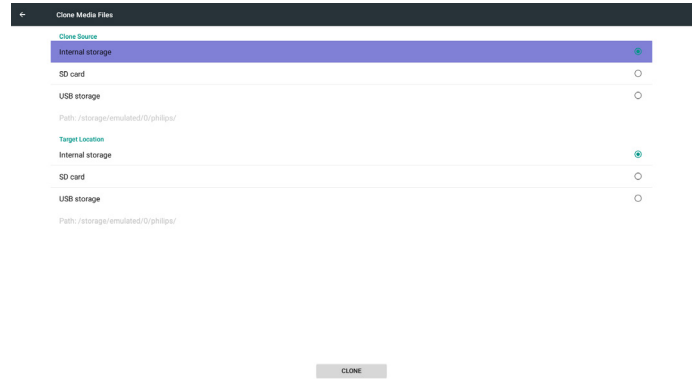 Clone Media Files
Clone Source
Internal storage
SD card
USB storage
Path: /storage/emulated/0/philips/
Target Location
Internal storage
SD card
USB storage
Path: /storage/emulated/0/philips/
CLONE